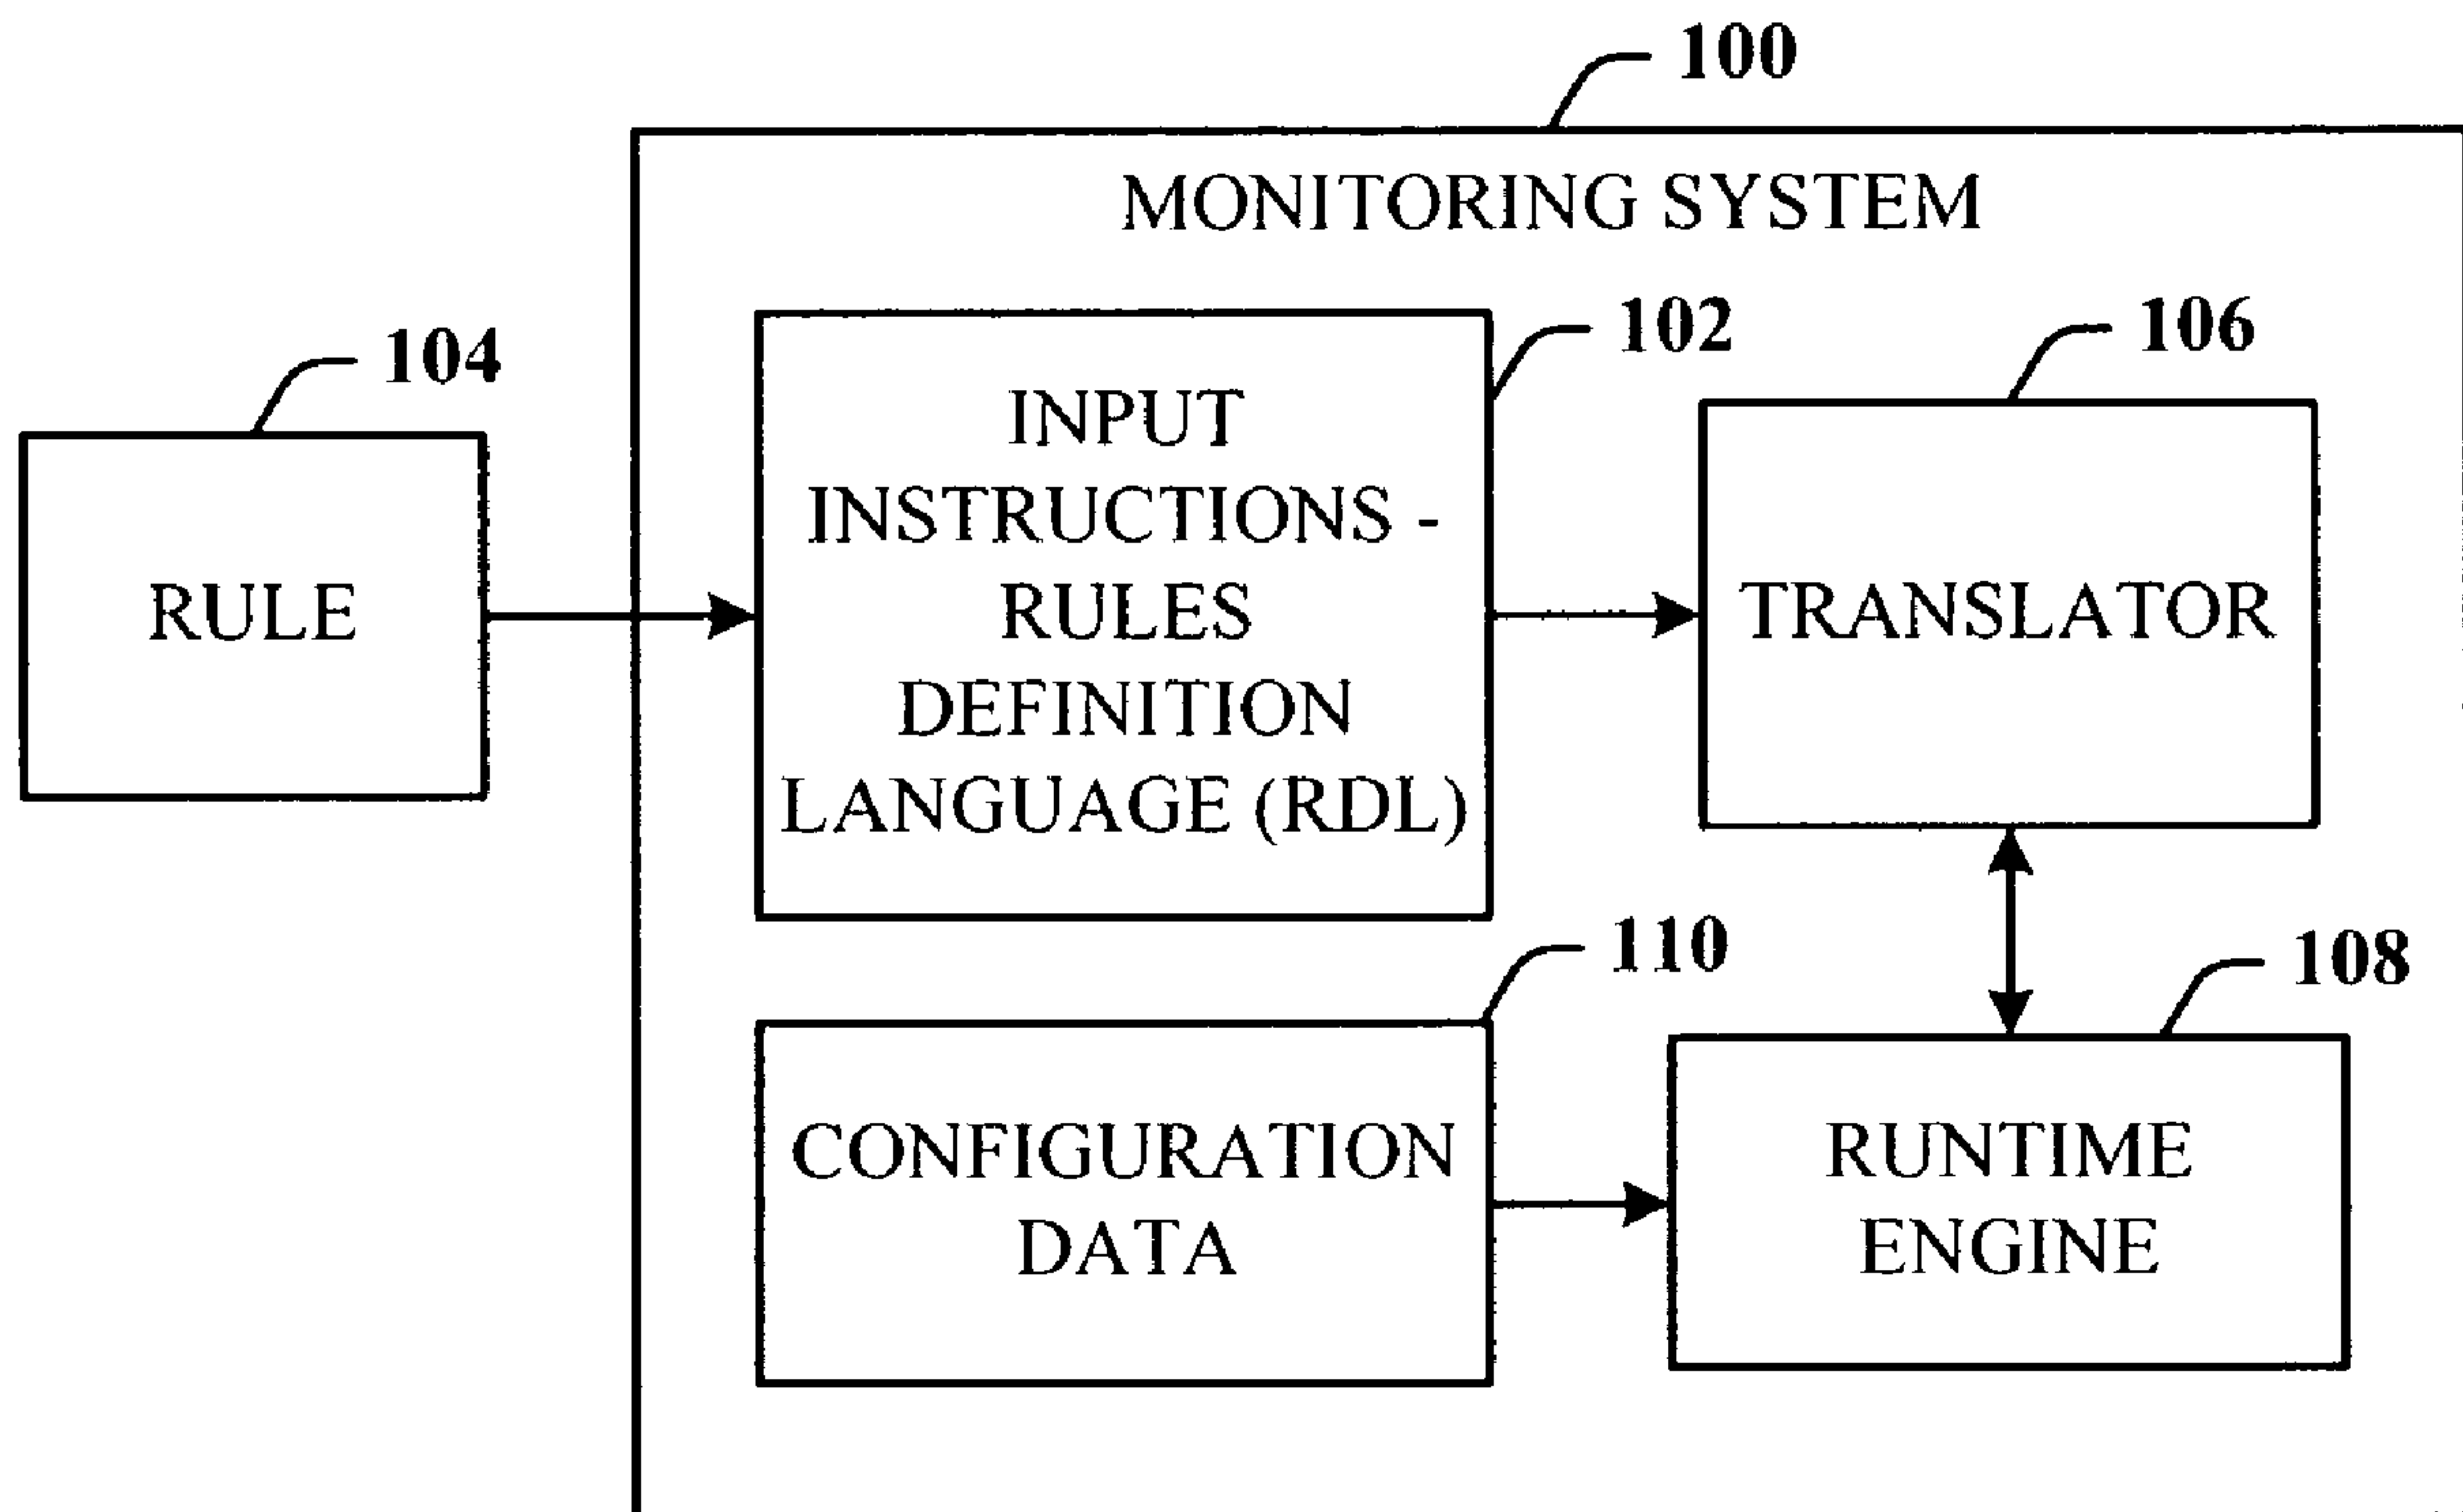 100
MONITORING SYSTEM
104
RULE
102
INPUT
INSTRUCTIONS -
RULES
DEFINITION
LANGUAGE (RDL)
106
TRANSLATOR
110
CONFIGURATION
DATA
108
RUNTIME
ENGINE